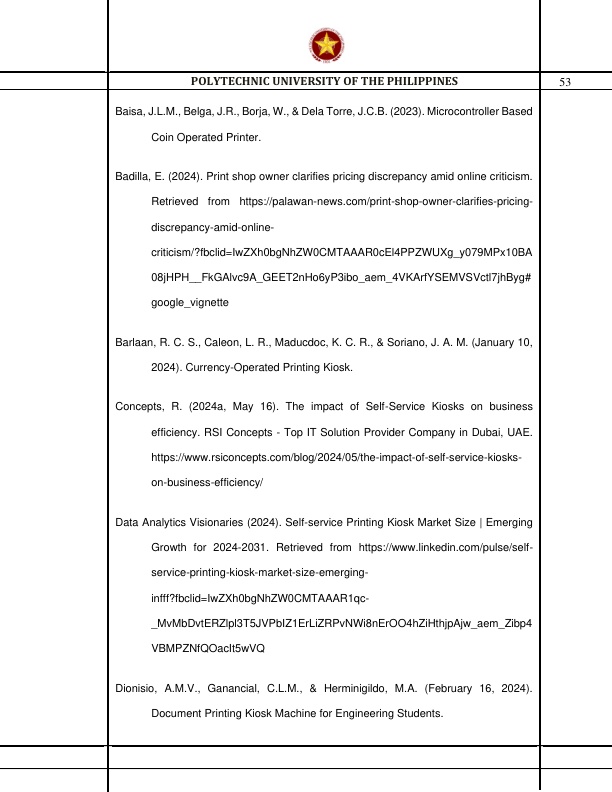 POLYTECHNIC UNIVERSITY OF THE PHILIPPINES
53
Baisa, J.L.M., Belga, J.R., Borja, W., & Dela Torre, J.C.B. (2023). Microcontroller Based
Coin Operated Printer.
Badilla, E. (2024). Print shop owner clarifies pricing discrepancy amid online criticism.
Retrieved from https://palawan-news.com/print-shop-owner-clarifies-pricing-
discrepancy-amid-online-
criticism/?fbclid=IwZXh0bgNhZW0CMTAAAR0cEl4PPZWUXg_y079MPx10BA
08jHPH__FkGAlvc9A_GEET2nHo6yP3ibo_aem_4VKArfYSEMVSVctl7jhByg#
google_vignette
Barlaan, R. C. S., Caleon, L. R., Maducdoc, K. C. R., & Soriano, J. A. M. (January 10,
2024). Currency-Operated Printing Kiosk.
Concepts, R. (2024a, May 16). The impact of Self-Service Kiosks on business
efficiency. RSI Concepts - Top IT Solution Provider Company in Dubai, UAE.
https://www.rsiconcepts.com/blog/2024/05/the-impact-of-self-service-kiosks-
on-business-efficiency/
Data Analytics Visionaries (2024). Self-service Printing Kiosk Market Size | Emerging
Growth for 2024-2031. Retrieved from https://www.linkedin.com/pulse/self-
service-printing-kiosk-market-size-emerging-
infff?fbclid=IwZXh0bgNhZW0CMTAAAR1qc-
_MvMbDvtERZlpl3T5JVPbIZ1ErLiZRPvNWi8nErOO4hZiHthjpAjw_aem_Zibp4
VBMPZNfQOaclt5wVQ
Dionisio, A.M.V., Ganancial, C.L.M., & Herminigildo, M.A. (February 16, 2024).
Document Printing Kiosk Machine for Engineering Students.